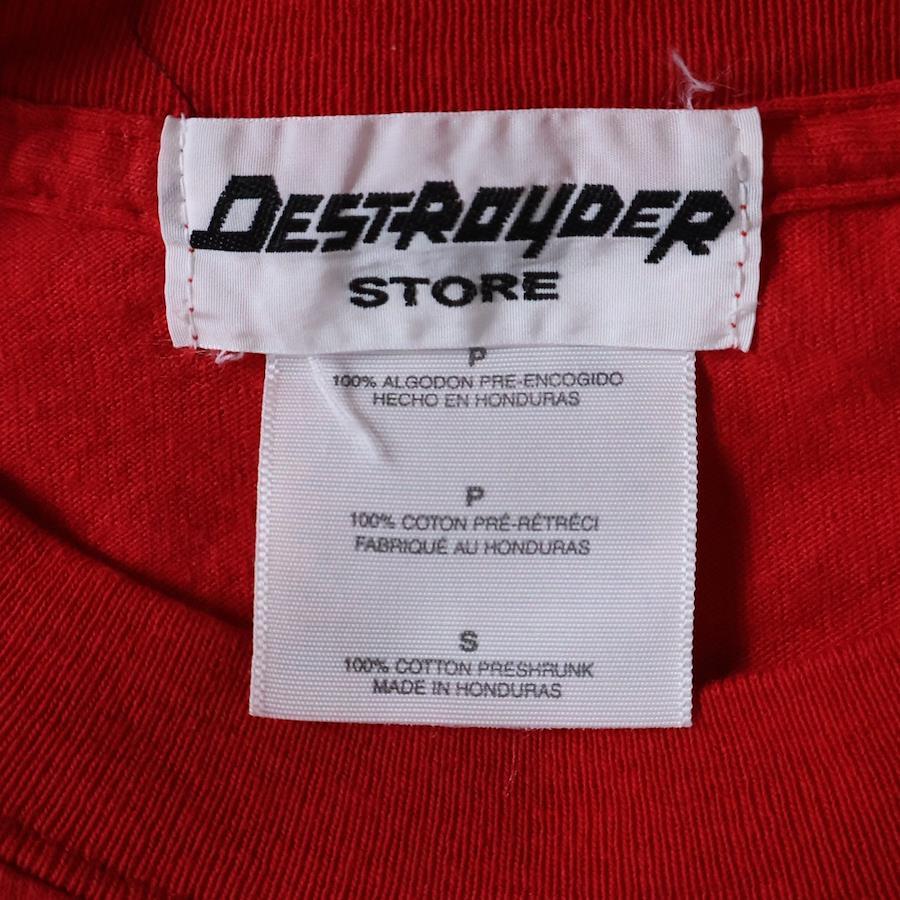 DESTROYDER
STORE
P
100% ALGODON PRE-ENCOGIDO
HECHO EN HONDURAS
P
100% COTON PRÉ-RÉTRÉCI
FABRIQUÉ AU HONDURAS
S
100% COTTON PRESHRUNK
MADE IN HONDURAS